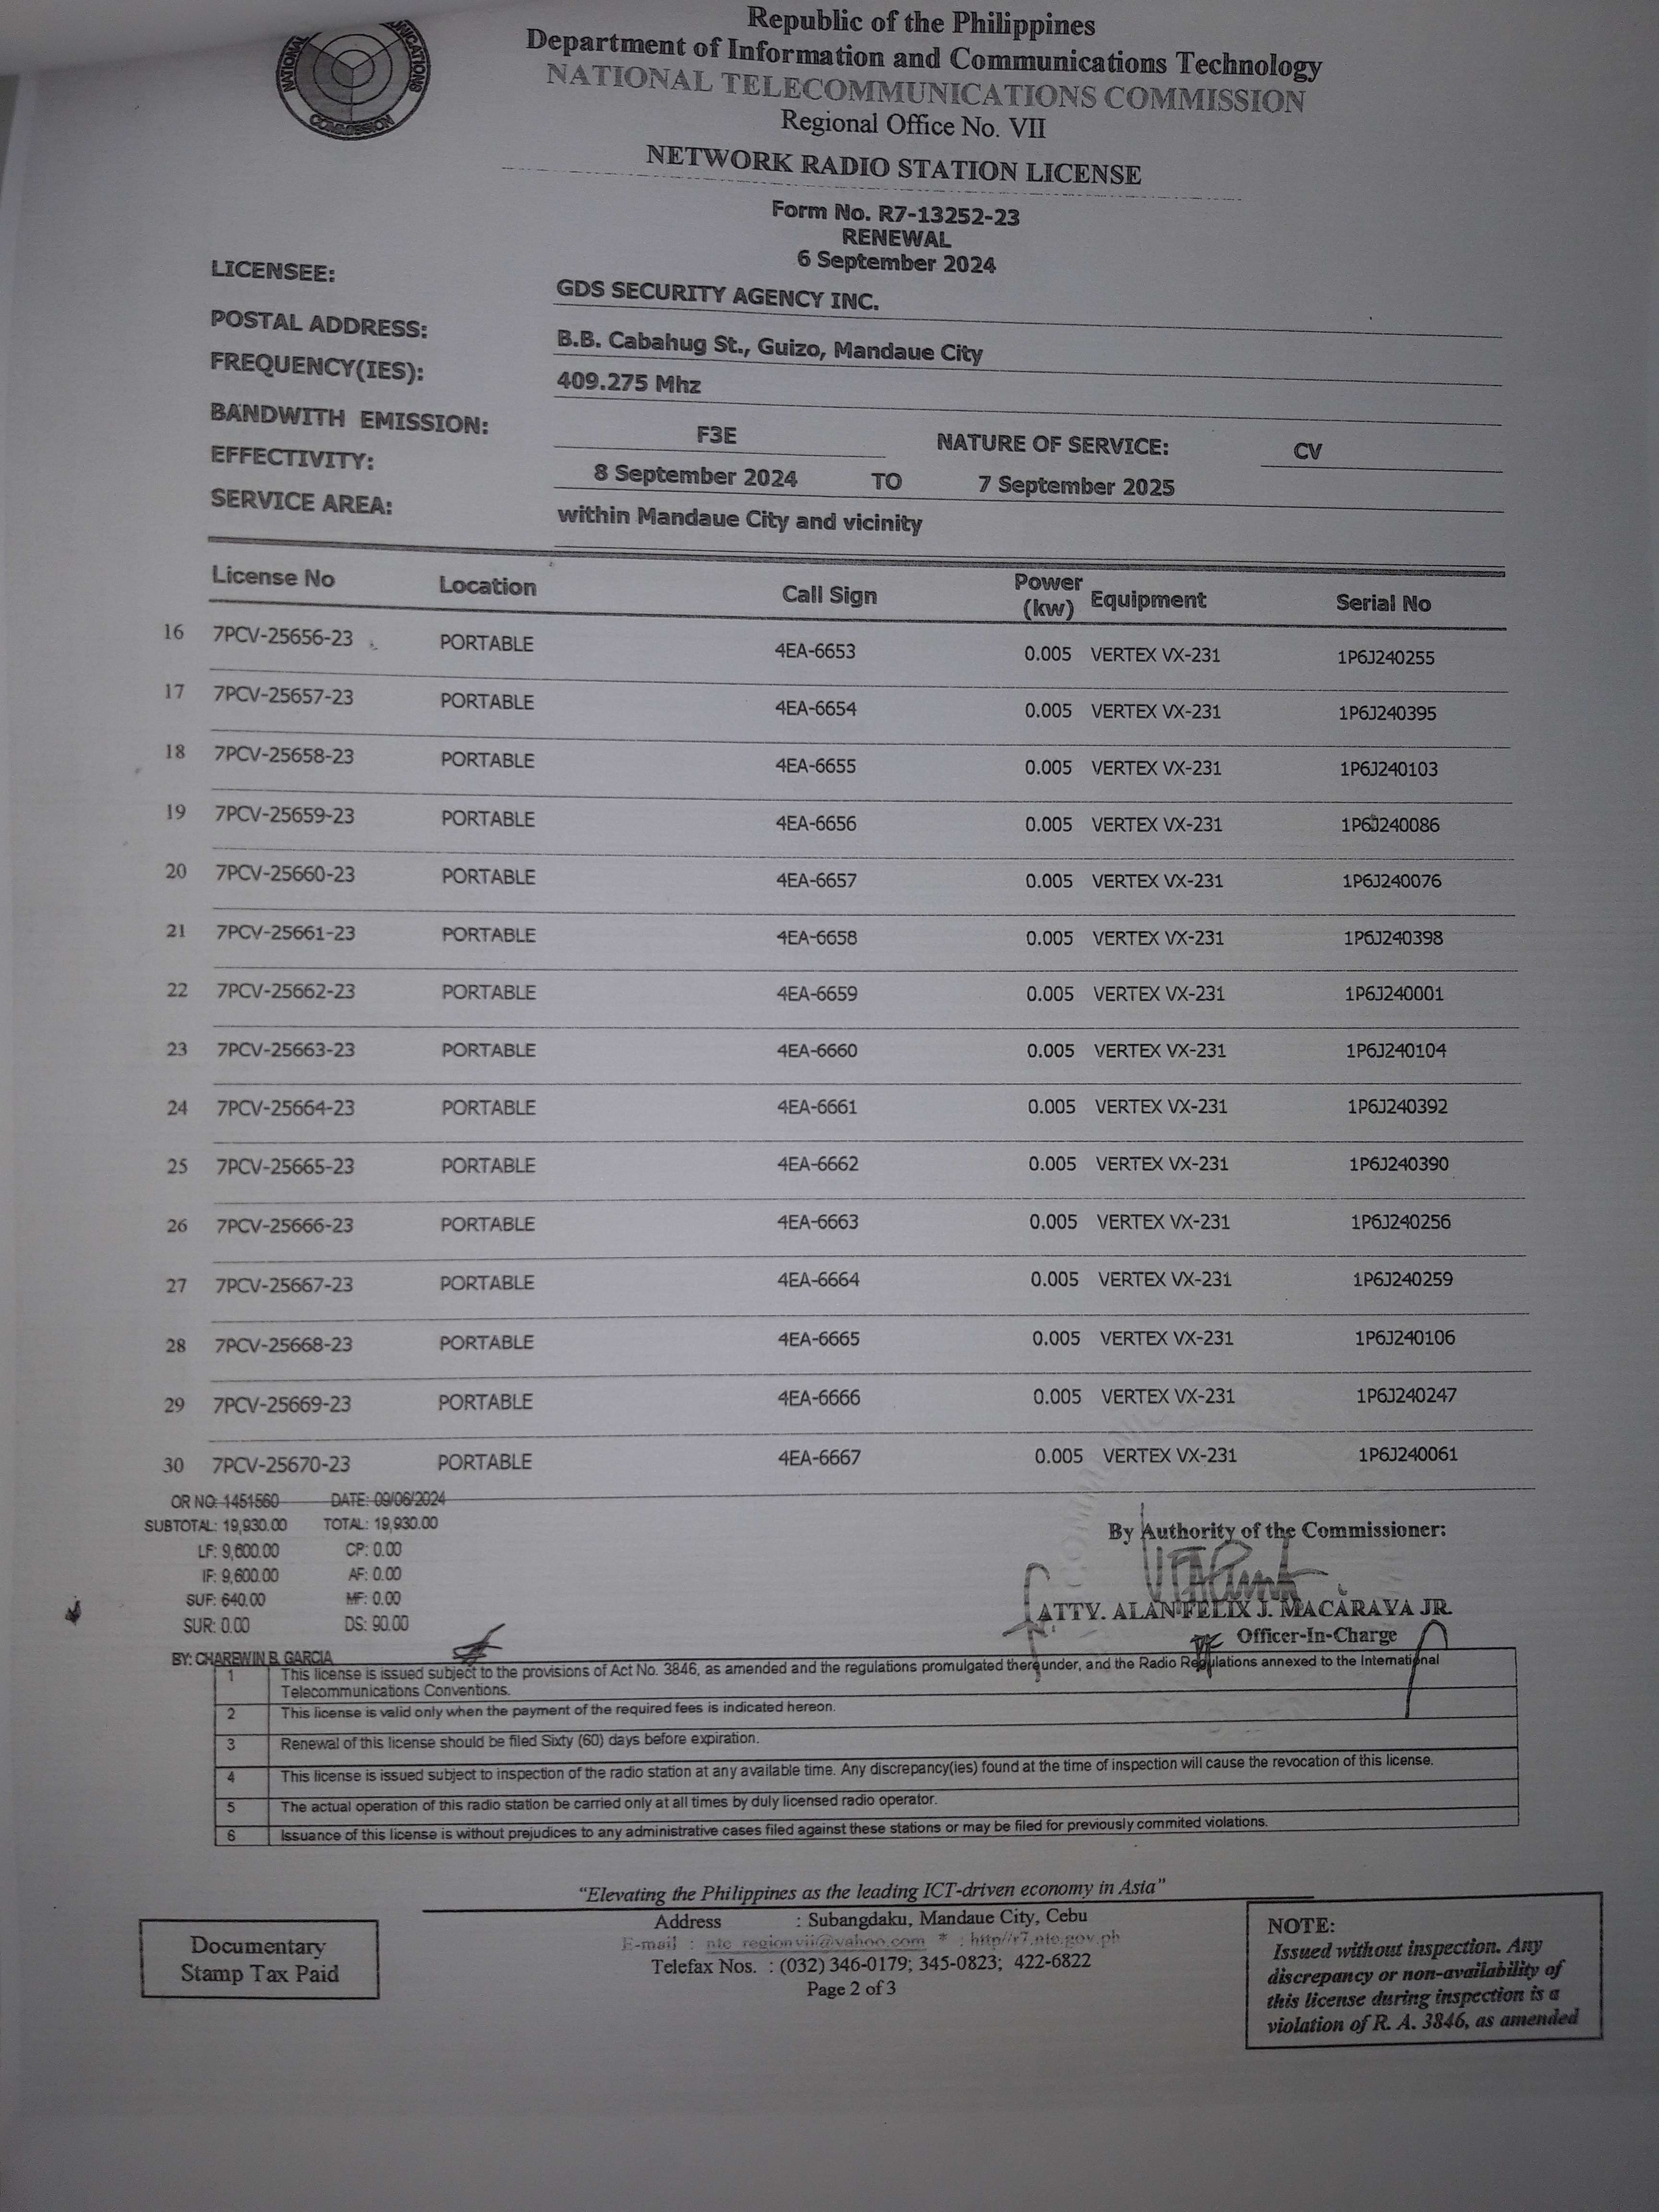 NATIONAL
COMMISSION
Republic of the Philippines
Department of Information and Communications Technology
NATIONAL TELECOMMUNICATIONS COMMISSION
Regional Office No. VII
NETWORK RADIO STATION LICENSE
Form No. R7-13252-23
RENEWAL
6 September 2024
LICENSEE: GDS SECURITY AGENCY INC.
POSTAL ADDRESS: B.B. Cabahug St., Guizo, Mandaue City
FREQUENCY(IES): 409.275 Mhz
BANDWITH EMISSION: F3E NATURE OF SERVICE: CV
EFFECTIVITY: 8 September 2024 TO 7 September 2025
SERVICE AREA: within Mandaue City and vicinity
License No Location Call Sign Power (kw) Equipment Serial No
16 7PCV-25656-23 PORTABLE 4EA-6653 0.005 VERTEX VX-231 1P6J240255
17 7PCV-25657-23 PORTABLE 4EA-6654 0.005 VERTEX VX-231 1P6J240395
18 7PCV-25658-23 PORTABLE 4EA-6655 0.005 VERTEX VX-231 1P6J240103
19 7PCV-25659-23 PORTABLE 4EA-6656 0.005 VERTEX VX-231 1P6J240086
20 7PCV-25660-23 PORTABLE 4EA-6657 0.005 VERTEX VX-231 1P6J240076
21 7PCV-25661-23 PORTABLE 4EA-6658 0.005 VERTEX VX-231 1P6J240398
22 7PCV-25662-23 PORTABLE 4EA-6659 0.005 VERTEX VX-231 1P6J240001
23 7PCV-25663-23 PORTABLE 4EA-6660 0.005 VERTEX VX-231 1P6J240104
24 7PCV-25664-23 PORTABLE 4EA-6661 0.005 VERTEX VX-231 1P6J240392
25 7PCV-25665-23 PORTABLE 4EA-6662 0.005 VERTEX VX-231 1P6J240390
26 7PCV-25666-23 PORTABLE 4EA-6663 0.005 VERTEX VX-231 1P6J240256
27 7PCV-25667-23 PORTABLE 4EA-6664 0.005 VERTEX VX-231 1P6J240259
28 7PCV-25668-23 PORTABLE 4EA-6665 0.005 VERTEX VX-231 1P6J240106
29 7PCV-25669-23 PORTABLE 4EA-6666 0.005 VERTEX VX-231 1P6J240247
30 7PCV-25670-23 PORTABLE 4EA-6667 0.005 VERTEX VX-231 1P6J240061
OR NO: 1451560 DATE: 09/06/2024
SUBTOTAL: 19,930.00 TOTAL: 19,930.00
LF: 9,600.00 CP: 0.00
IF: 9,600.00 AF: 0.00
SUF: 640.00 MF: 0.00
SUR: 0.00 DS: 90.00
BY: CHAREWIN B. GARCIA
By Authority of the Commissioner:
ATTY. ALAN FELIX J. MACARAYA JR.
Officer-In-Charge
1 This license is issued subject to the provisions of Act No. 3846, as amended and the regulations promulgated thereunder, and the Radio Regulations annexed to the International
Telecommunications Conventions.
2 This license is valid only when the payment of the required fees is indicated hereon.
3 Renewal of this license should be filed Sixty (60) days before expiration.
4 This license is issued subject to inspection of the radio station at any available time. Any discrepancy(ies) found at the time of inspection will cause the revocation of this license.
5 The actual operation of this radio station be carried only at all times by duly licensed radio operator.
6 Issuance of this license is without prejudices to any administrative cases filed against these stations or may be filed for previously commited violations.
"Elevating the Philippines as the leading ICT-driven economy in Asia"
Address : Subangdaku, Mandaue City, Cebu
E-mail : ntc_regionvii@yahoo.com * : http//r7.ntc.gov.ph
Telefax Nos. : (032) 346-0179; 345-0823; 422-6822
Page 2 of 3
Documentary
Stamp Tax Paid
NOTE:
Issued without inspection. Any
discrepancy or non-availability of
this license during inspection is a
violation of R. A. 3846, as amended